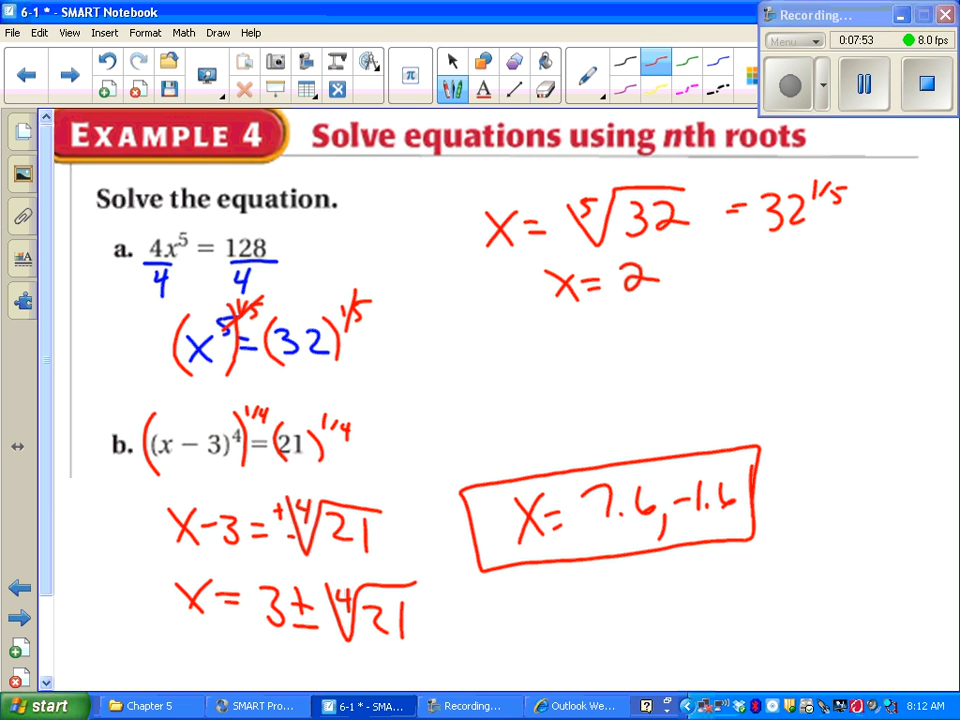 6-1 * - SMART Notebook
Recording...
File Edit View Insert Format Math Draw Help
Menu 0:07:53 8.0 fps
π
A
EXAMPLE 4 Solve equations using nth roots
Solve the equation.
x = ⁵√32 = 32^1/5
x = 2
a. 4x⁵ = 128
4 4
(x⁵)^1/5 = (32)^1/5
b. ((x − 3)⁴)^1/4 = (21)^1/4
x-3 = ±⁴√21
x = 3 ± ⁴√21
x = 7.6, -1.6
start Chapter 5 SMART Pro... 6-1 * - SMA... Recording... Outlook We... 8:12 AM